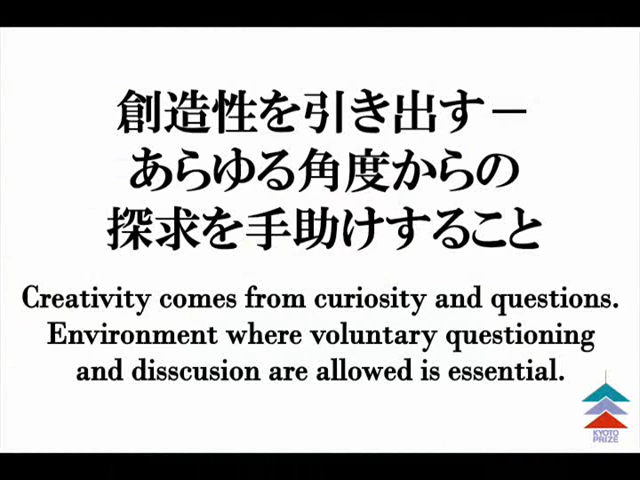 創造性を引き出す－
あらゆる角度からの
探求を手助けすること
Creativity comes from curiosity and questions.
Environment where voluntary questioning
and disscusion are allowed is essential.
KYOTO
PRIZE